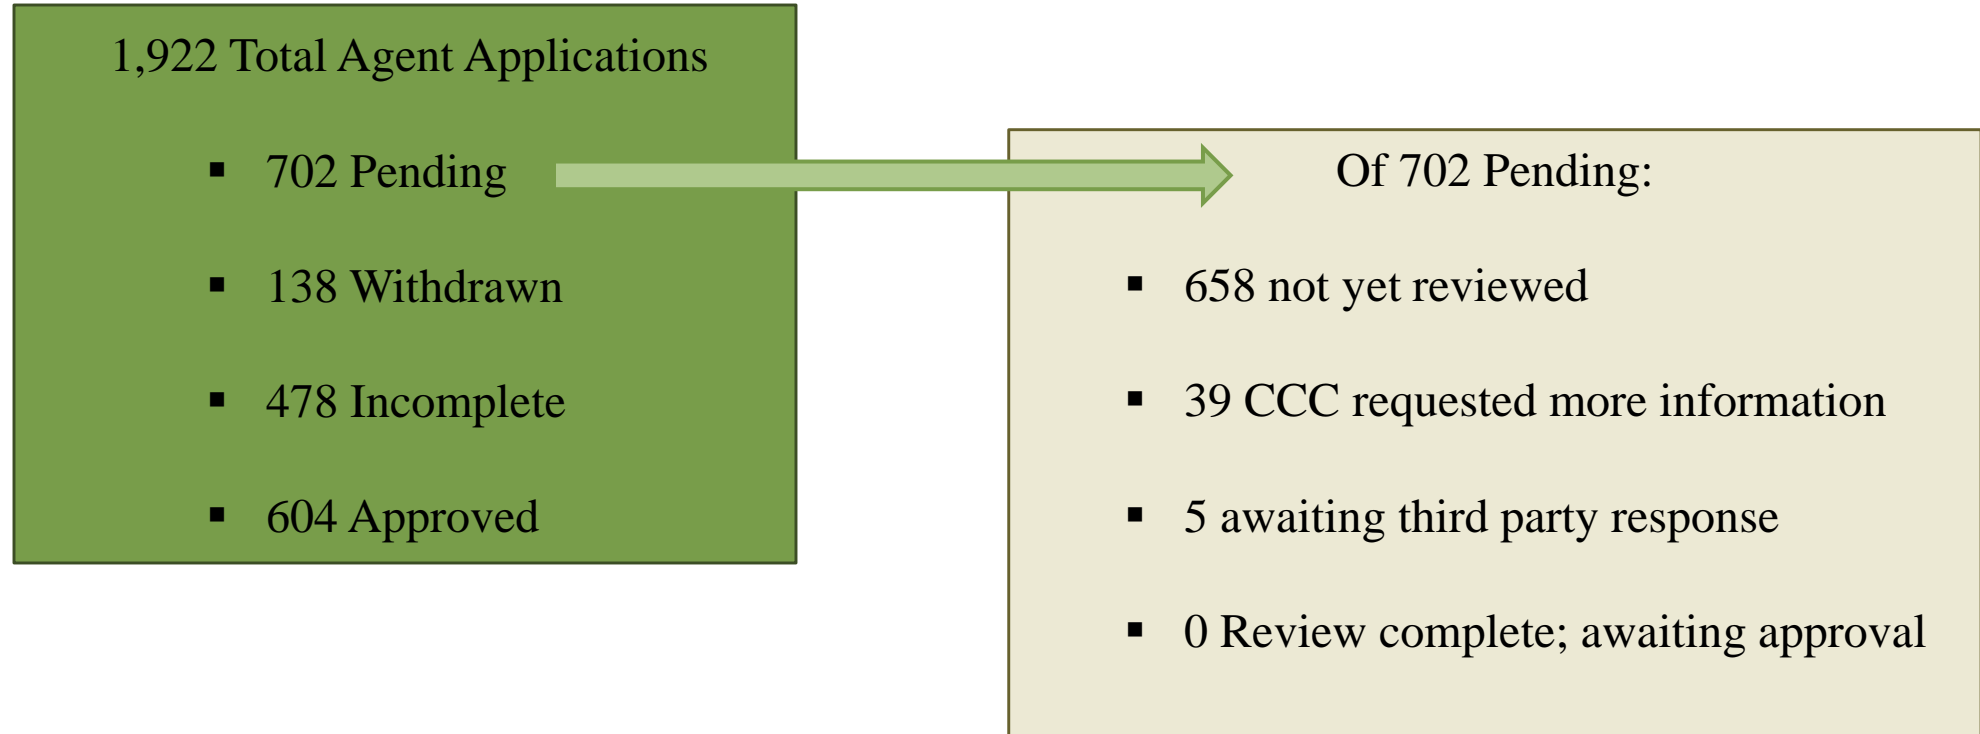 1,922 Total Agent Applications
▪ 702 Pending
▪ 138 Withdrawn
▪ 478 Incomplete
▪ 604 Approved
Of 702 Pending:
▪ 658 not yet reviewed
▪ 39 CCC requested more information
▪ 5 awaiting third party response
▪ 0 Review complete; awaiting approval